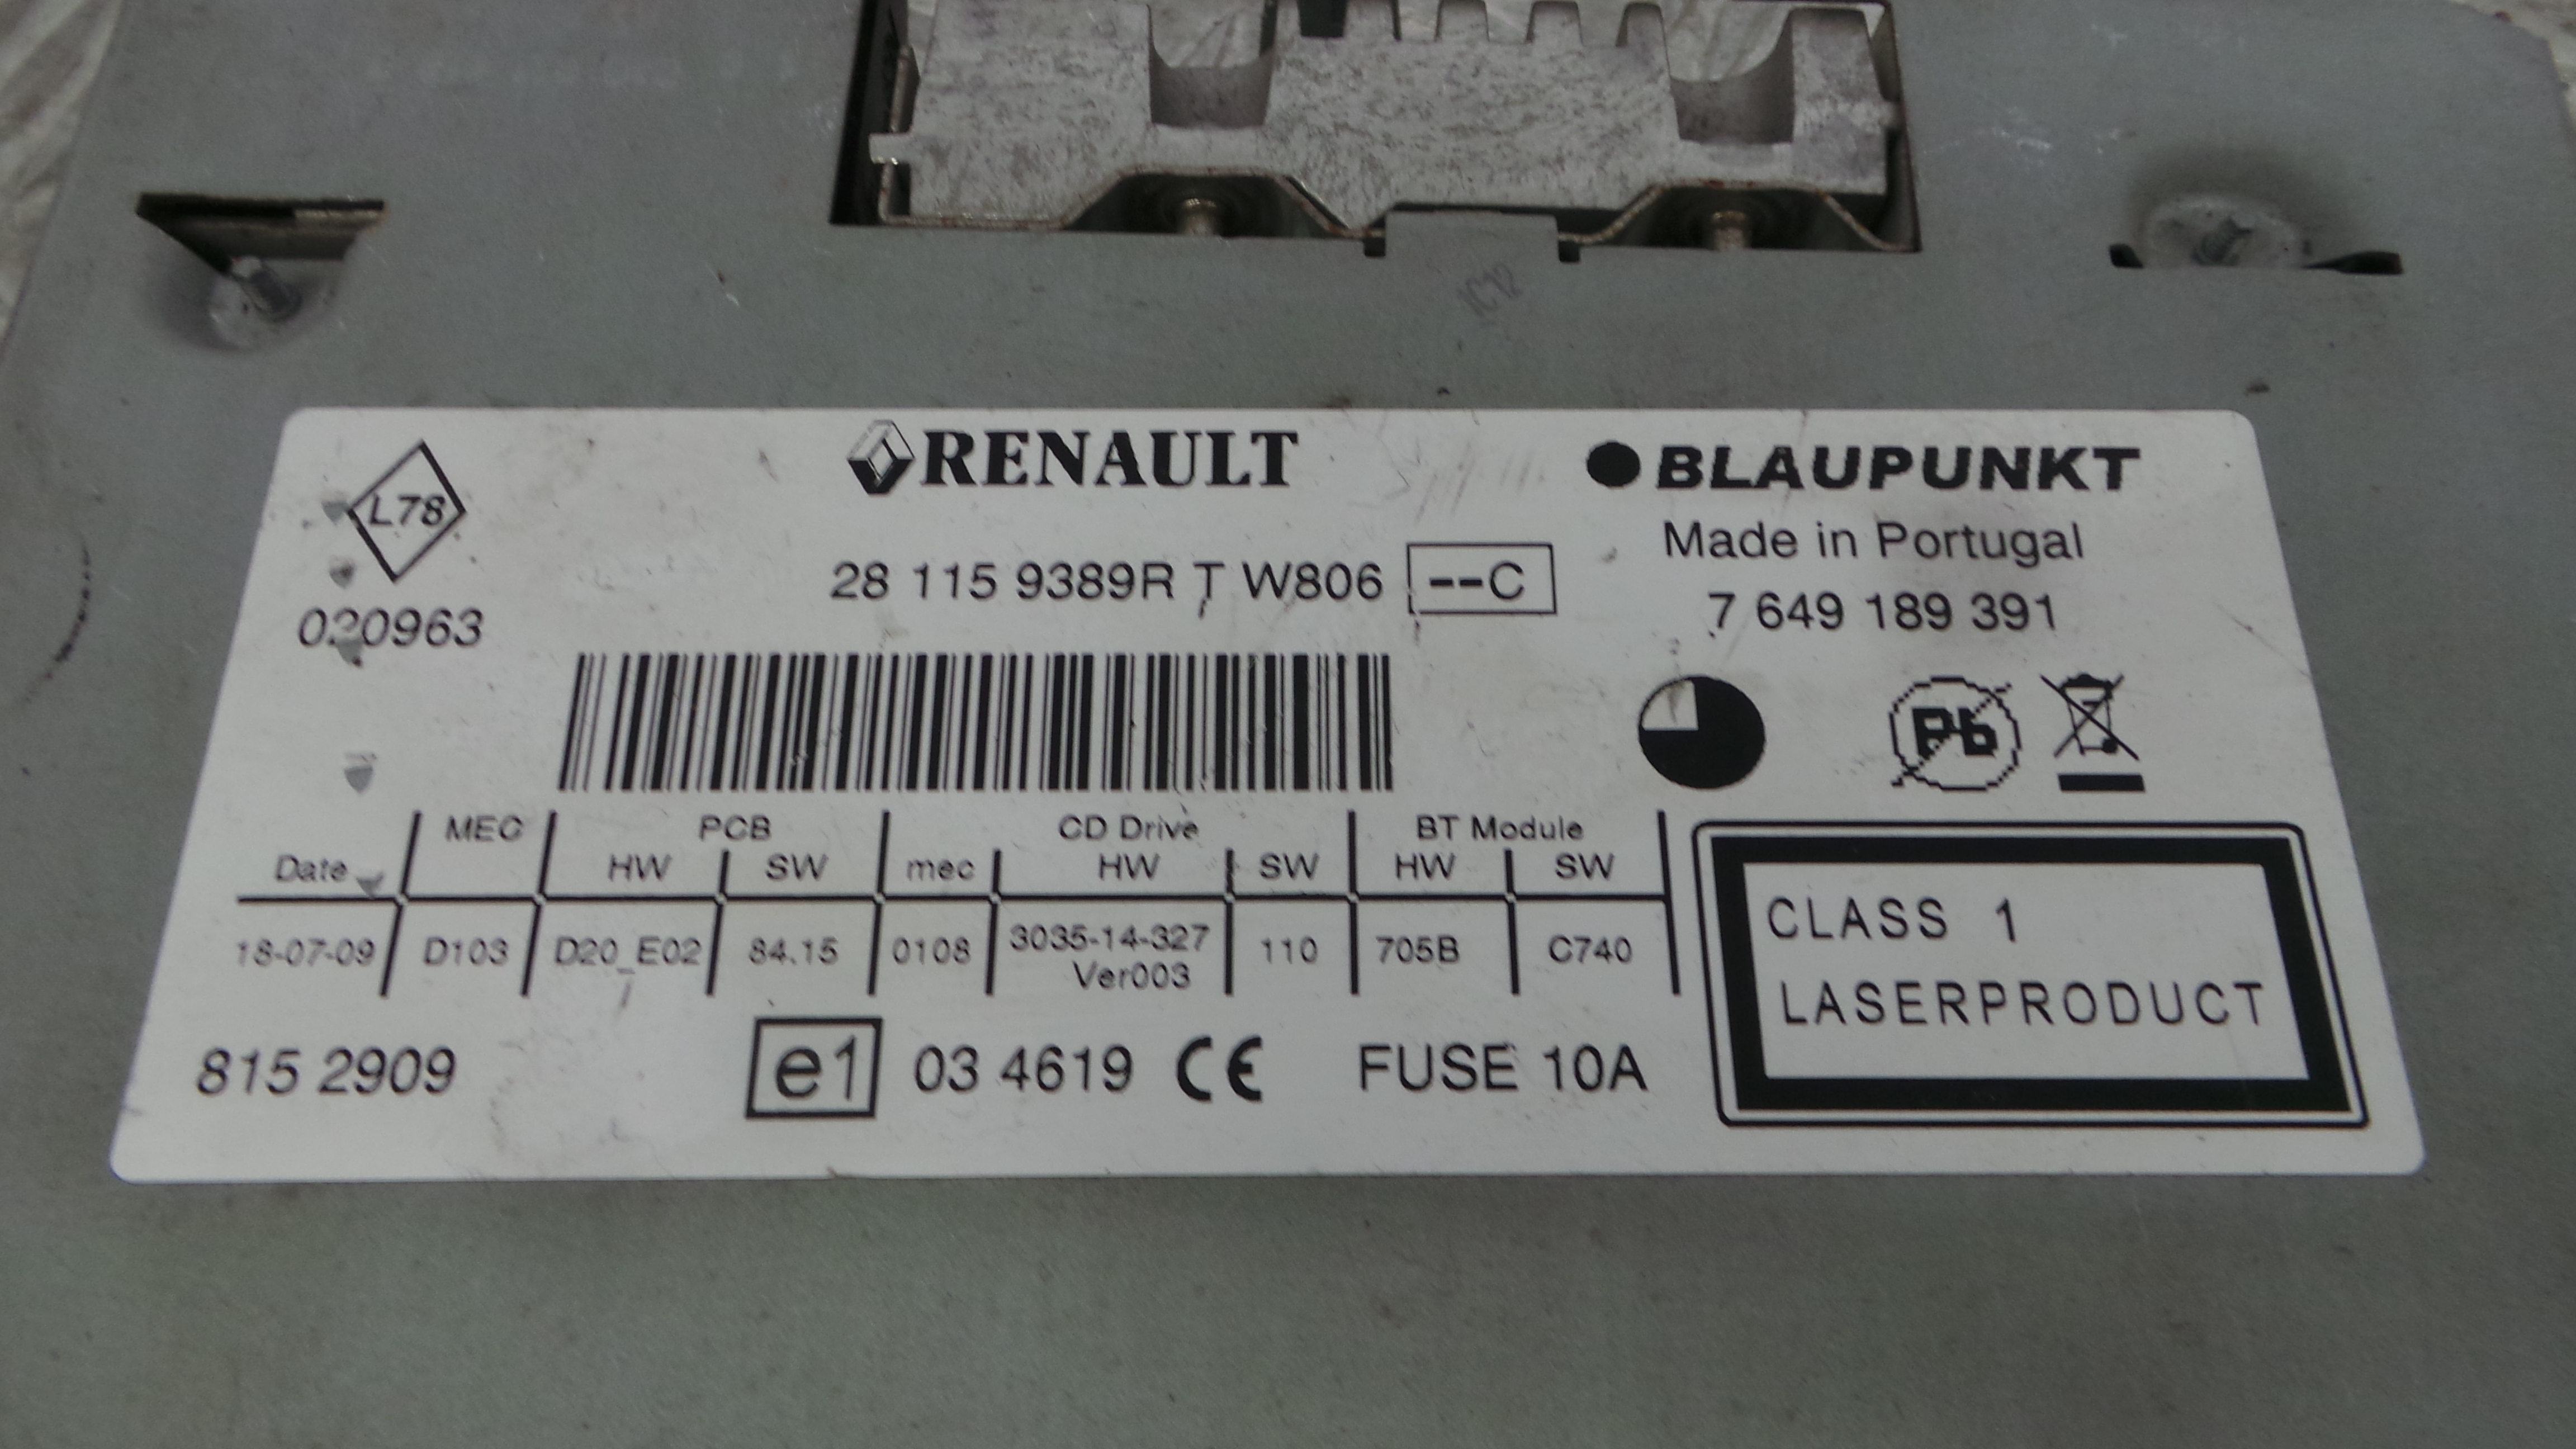 RENAULT
BLAUPUNKT
L78
Made in Portugal
28 115 9389R T W806 --C
7 649 189 391
020963
Pb
MEC PCB CD Drive BT Module
Date HW SW mec HW SW HW SW
18-07-09 D103 D20_E02 84.15 0108 3035-14-327 110 705B C740
Ver003
CLASS 1
LASERPRODUCT
815 2909 e1 03 4619 CE FUSE 10A